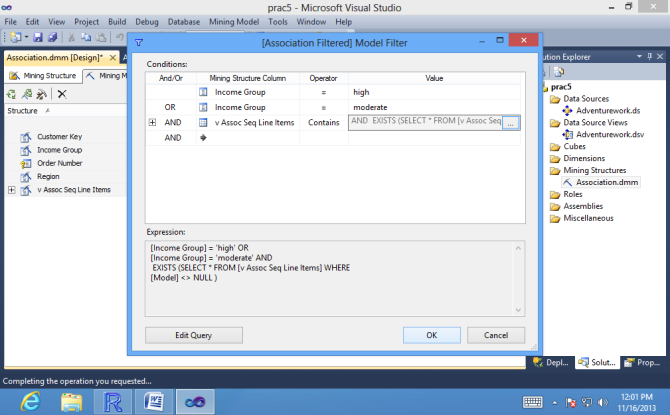 prac5 - Microsoft Visual Studio
File Edit View Project Build Debug Database Mining Model Tools Window Help
Association.dmm [Design]*
[Association Filtered] Model Filter
ution Explorer
Mining Structure Mining M
Conditions:
And/Or Mining Structure Column Operator Value
Income Group = high
OR Income Group = moderate
AND v Assoc Seq Line Items Contains AND EXISTS (SELECT * FROM [v Assoc Seq ...
AND
Structure
Customer Key
Income Group
Order Number
Region
v Assoc Seq Line Items
prac5
Data Sources
Adventurework.ds
Data Source Views
Adventurework.ds
Cubes
Dimensions
Mining Structures
Association.dmm
Roles
Assemblies
Miscellaneous
Expression:
[Income Group] = 'high' OR
[Income Group] = 'moderate' AND
EXISTS (SELECT * FROM [v Assoc Seq Line Items] WHERE
[Model] <> NULL )
Edit Query OK Cancel
Depl... Solut... Prop...
Completing the operation you requested...
12:01 PM
11/16/2013